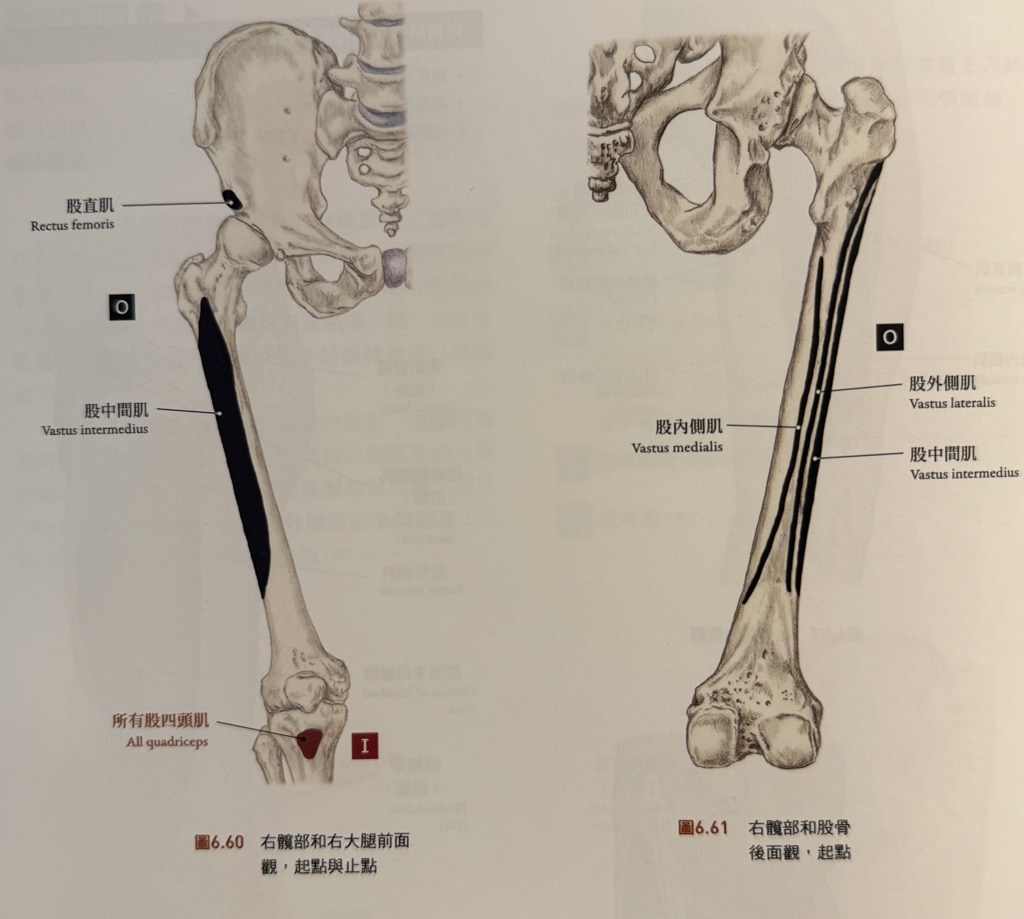 股直肌
Rectus femoris
O
股中間肌
Vastus intermedius
所有股四頭肌
All quadriceps
I
圖6.60 右髖部和右大腿前面
觀，起點與止點
O
股外側肌
Vastus lateralis
股內側肌
Vastus medialis
股中間肌
Vastus intermedius
圖6.61 右髖部和股骨
後面觀，起點